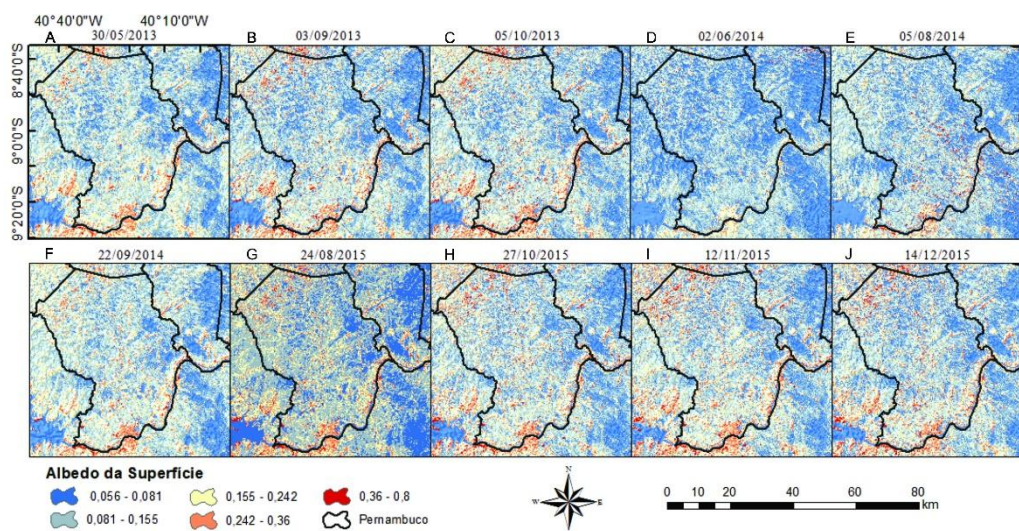 40°40'0"W 40°10'0"W
A 30/05/2013 B 03/09/2013 C 05/10/2013 D 02/06/2014 E 05/08/2014
8°40'0"S
9°0'0"S
9°20'0"S
F 22/09/2014 G 24/08/2015 H 27/10/2015 I 12/11/2015 J 14/12/2015
Albedo da Superfície
0,056 - 0,081 0,155 - 0,242 0,36 - 0,8
0,081 - 0,155 0,242 - 0,36 Pernambuco
N
W E
S
0 5 10 20 40 60 80
km